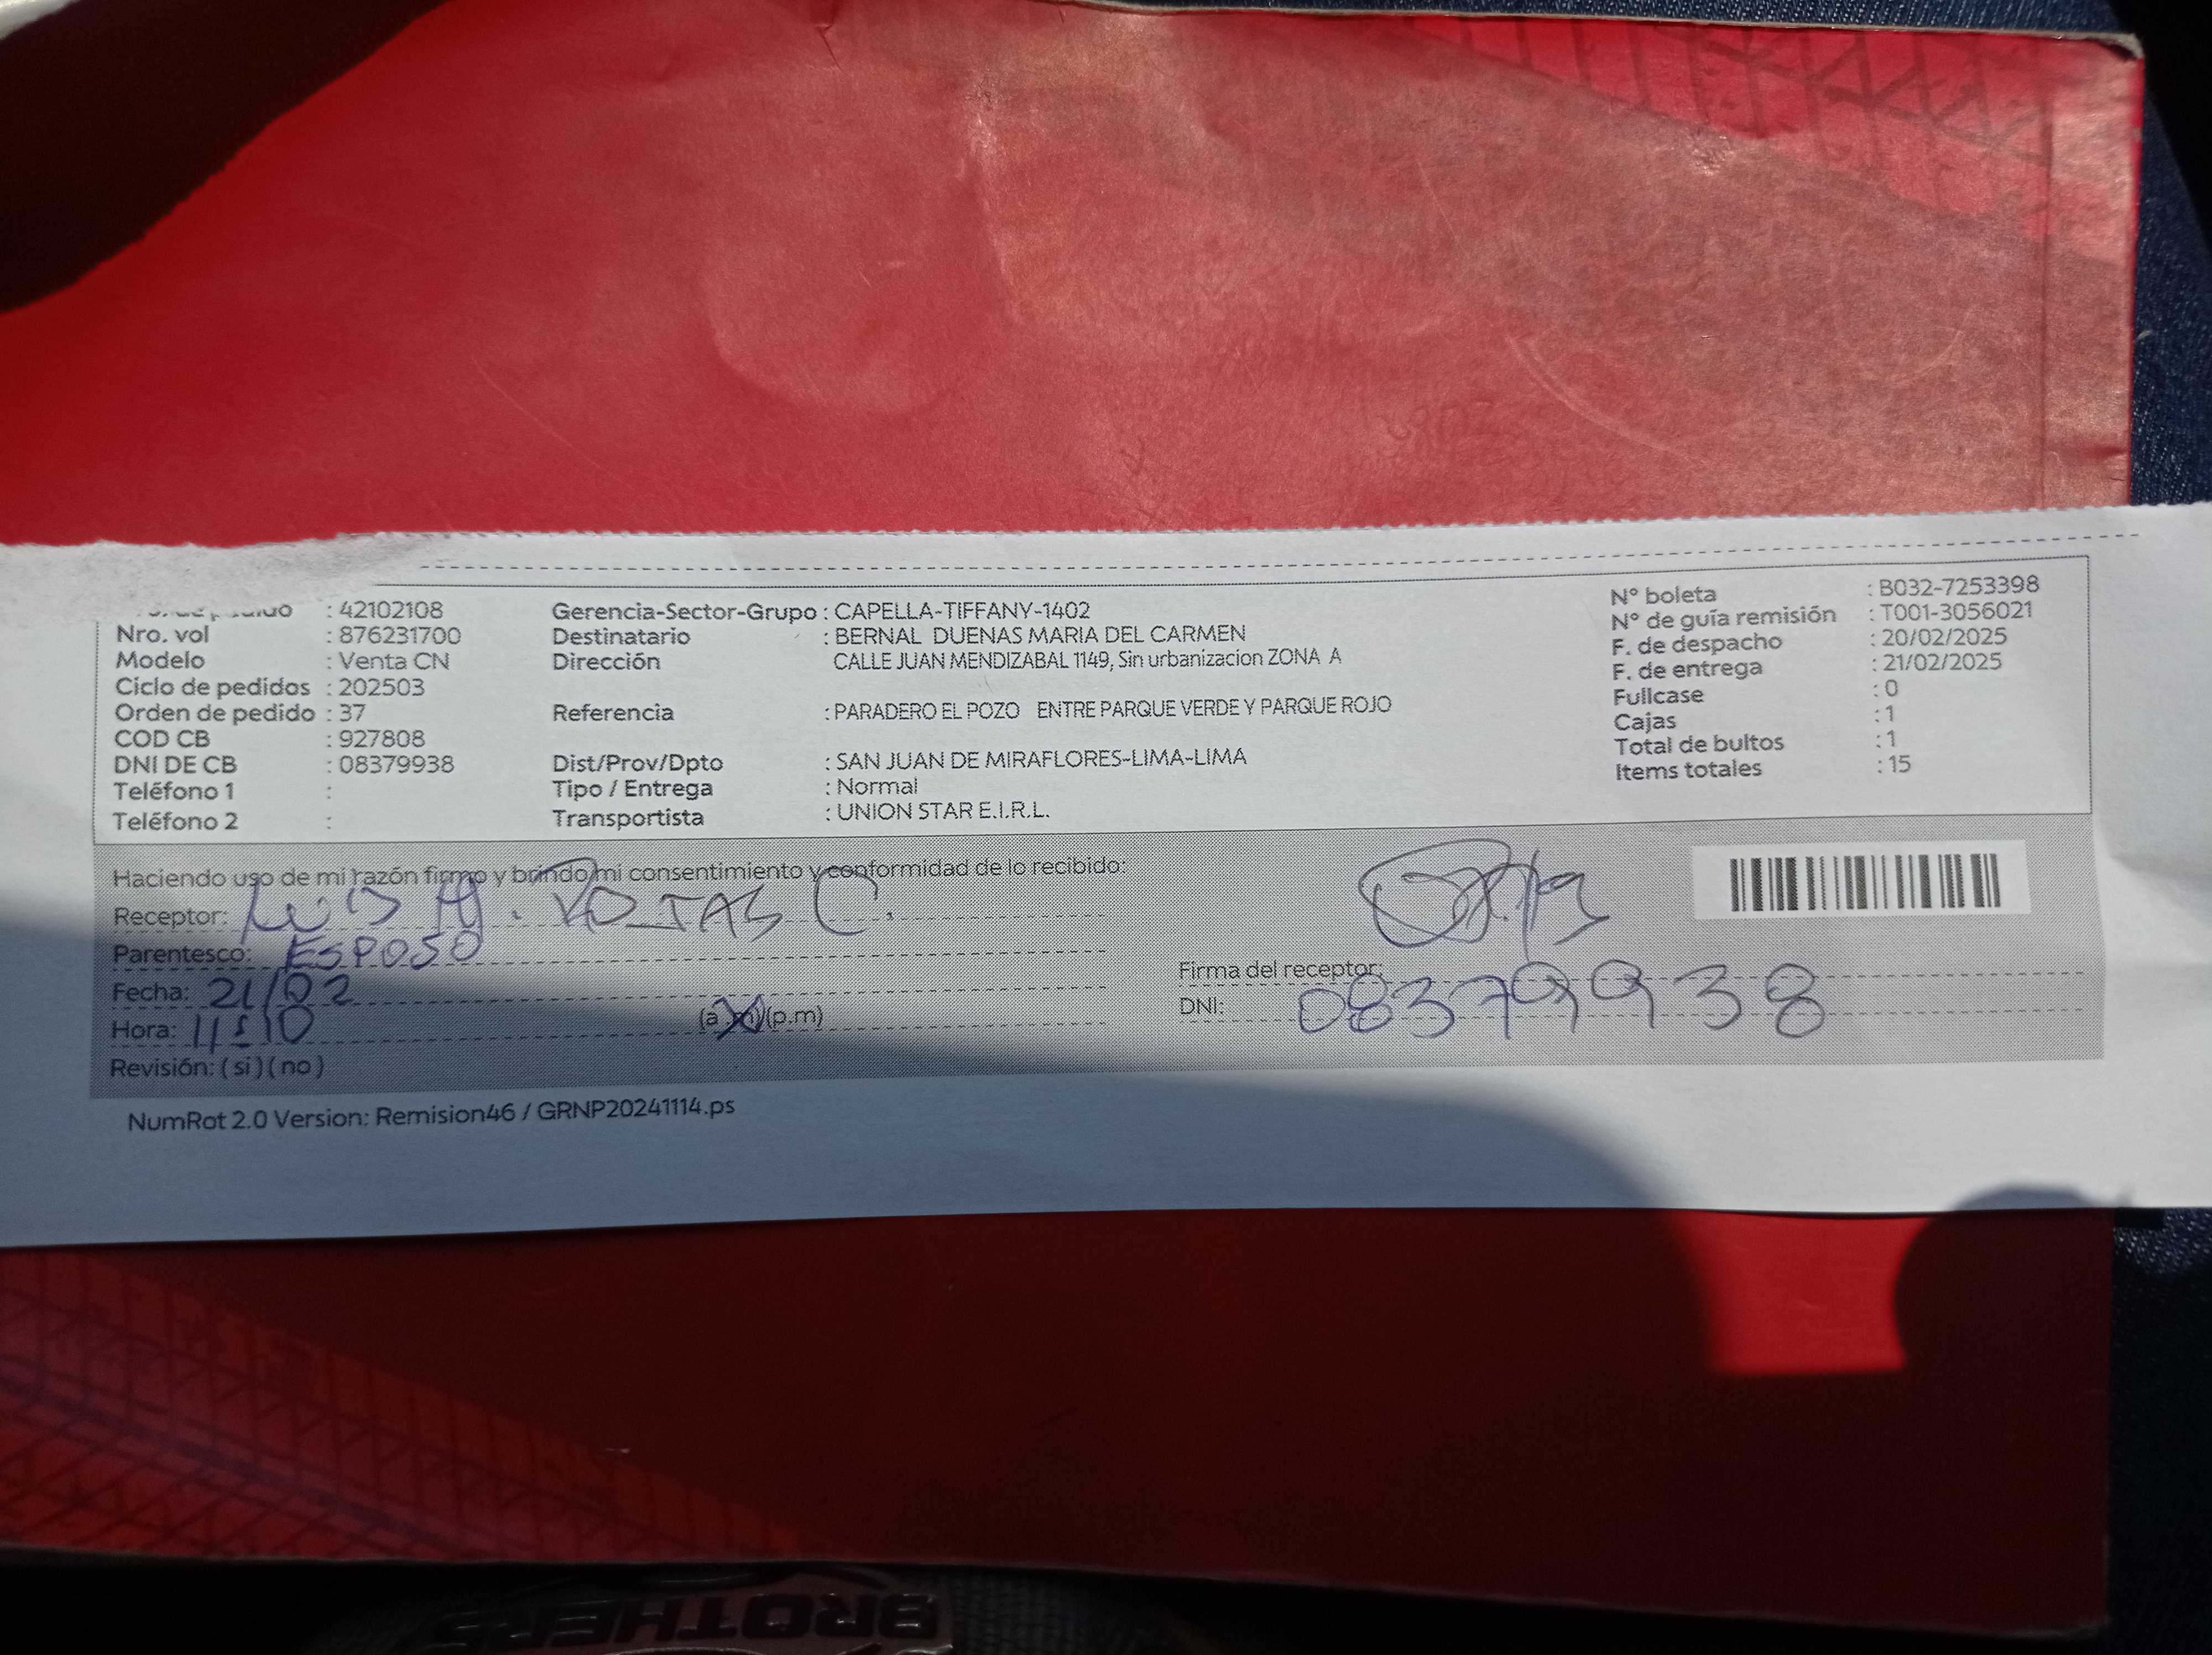 : 42102108
Nro. vol : 876231700
Modelo : Venta CN
Ciclo de pedidos : 202503
Orden de pedido : 37
COD CB : 927808
DNI DE CB : 08379938
Teléfono 1 :
Teléfono 2 :
Gerencia-Sector-Grupo : CAPELLA-TIFFANY-1402
Destinatario : BERNAL DUENAS MARIA DEL CARMEN
Dirección CALLE JUAN MENDIZABAL 1149, Sin urbanizacion ZONA A
Referencia : PARADERO EL POZO ENTRE PARQUE VERDE Y PARQUE ROJO
Dist/Prov/Dpto : SAN JUAN DE MIRAFLORES-LIMA-LIMA
Tipo / Entrega : Normal
Transportista : UNION STAR E.I.R.L.
N° boleta : B032-7253398
N° de guía remisión : T001-3056021
F. de despacho : 20/02/2025
F. de entrega : 21/02/2025
Fullcase : 0
Cajas : 1
Total de bultos : 1
Items totales : 15
Haciendo uso de mi razón firmo y brindo mi consentimiento y conformidad de lo recibido:
Receptor: Luis A. ROJAS C.
Parentesco: ESPOSO
Fecha: 21/02
Hora: 11:10 (a.m)(p.m)
Revisión: (si)(no)
Firma del receptor:
DNI: 08379938
NumRot 2.0 Version: Remision46 / GRNP20241114.ps
BROTHERS